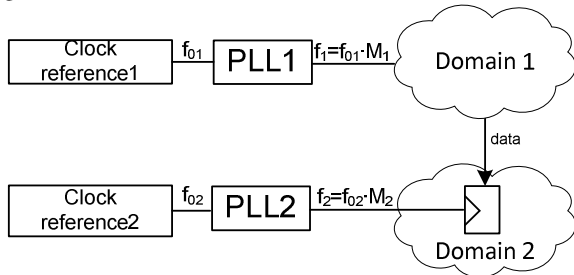 Clock
reference1
f01
PLL1
f1=f01·M1
Domain 1
data
Clock
reference2
f02
PLL2
f2=f02·M2
Domain 2